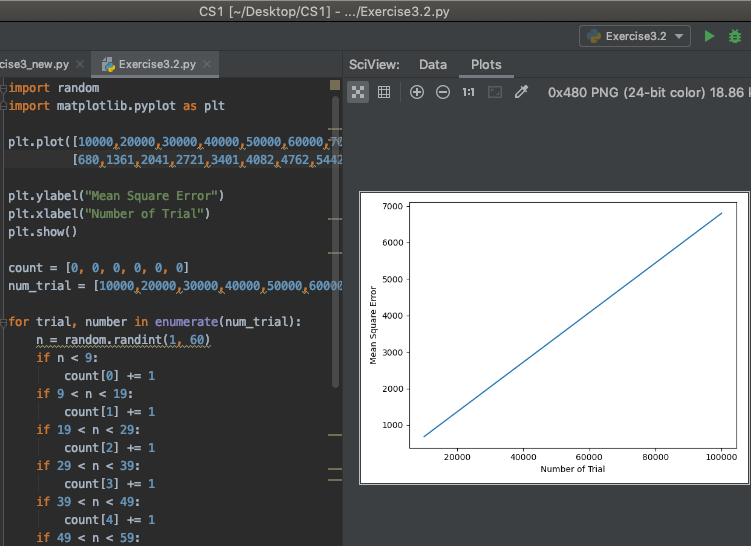 CS1 [~/Desktop/CS1] - .../Exercise3.2.py
Exercise3.2
cise3_new.py
Exercise3.2.py
SciView:
Data
Plots
1:1
0x480 PNG (24-bit color) 18.86 k
import random
import matplotlib.pyplot as plt
plt.plot([10000,20000,30000,40000,50000,60000,70
[680,1361,2041,2721,3401,4082,4762,5442
plt.ylabel("Mean Square Error")
plt.xlabel("Number of Trial")
plt.show()
count = [0, 0, 0, 0, 0, 0]
num_trial = [10000,20000,30000,40000,50000,60000
for trial, number in enumerate(num_trial):
n = random.randint(1, 60)
if n < 9:
count[0] += 1
if 9 < n < 19:
count[1] += 1
if 19 < n < 29:
count[2] += 1
if 29 < n < 39:
count[3] += 1
if 39 < n < 49:
count[4] += 1
if 49 < n < 59:
7000
6000
5000
4000
3000
2000
1000
Mean Square Error
20000
40000
60000
80000
100000
Number of Trial